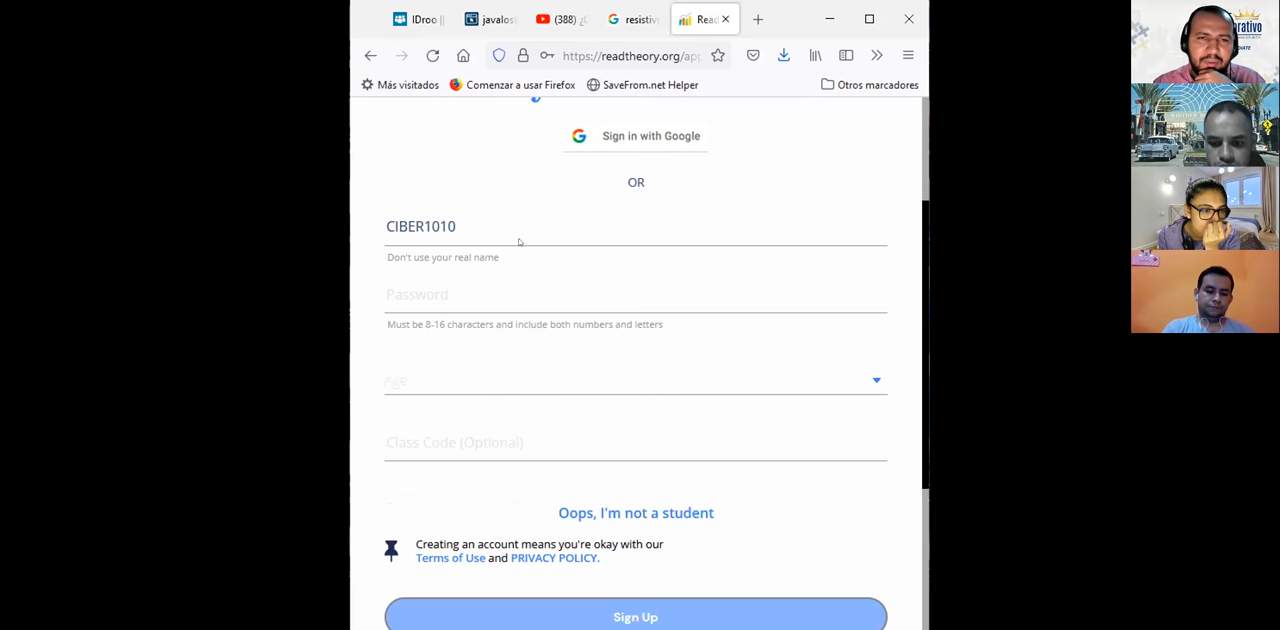 IDroo ||
javalos
(388) ¿C
resistive
Read
https://readtheory.org/app
Más visitados
Comenzar a usar Firefox
SaveFrom.net Helper
Otros marcadores
Sign in with Google
OR
CIBER1010
Don't use your real name
Password
Must be 8-16 characters and include both numbers and letters
Age
Class Code (Optional)
Oops, I'm not a student
Creating an account means you're okay with our
Terms of Use and PRIVACY POLICY.
Sign Up